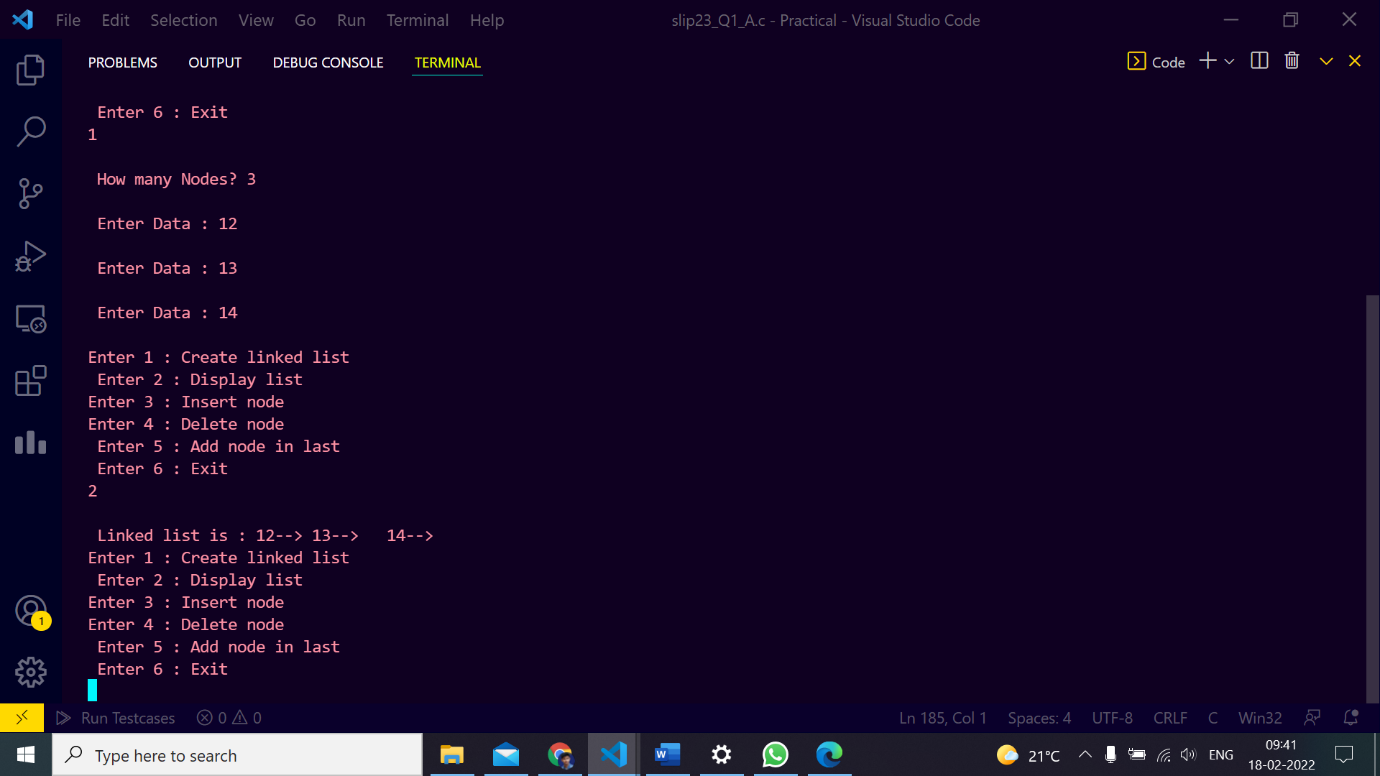 File Edit Selection View Go Run Terminal Help slip23_Q1_A.c - Practical - Visual Studio Code
PROBLEMS OUTPUT DEBUG CONSOLE TERMINAL Code
Enter 6 : Exit
1
How many Nodes? 3
Enter Data : 12
Enter Data : 13
Enter Data : 14
Enter 1 : Create linked list
Enter 2 : Display list
Enter 3 : Insert node
Enter 4 : Delete node
Enter 5 : Add node in last
Enter 6 : Exit
2
Linked list is : 12--> 13-->   14-->
Enter 1 : Create linked list
Enter 2 : Display list
Enter 3 : Insert node
Enter 4 : Delete node
Enter 5 : Add node in last
Enter 6 : Exit
1
Run Testcases 0 0 Ln 185, Col 1 Spaces: 4 UTF-8 CRLF C Win32
Type here to search 21°C ENG 09:41
18-02-2022